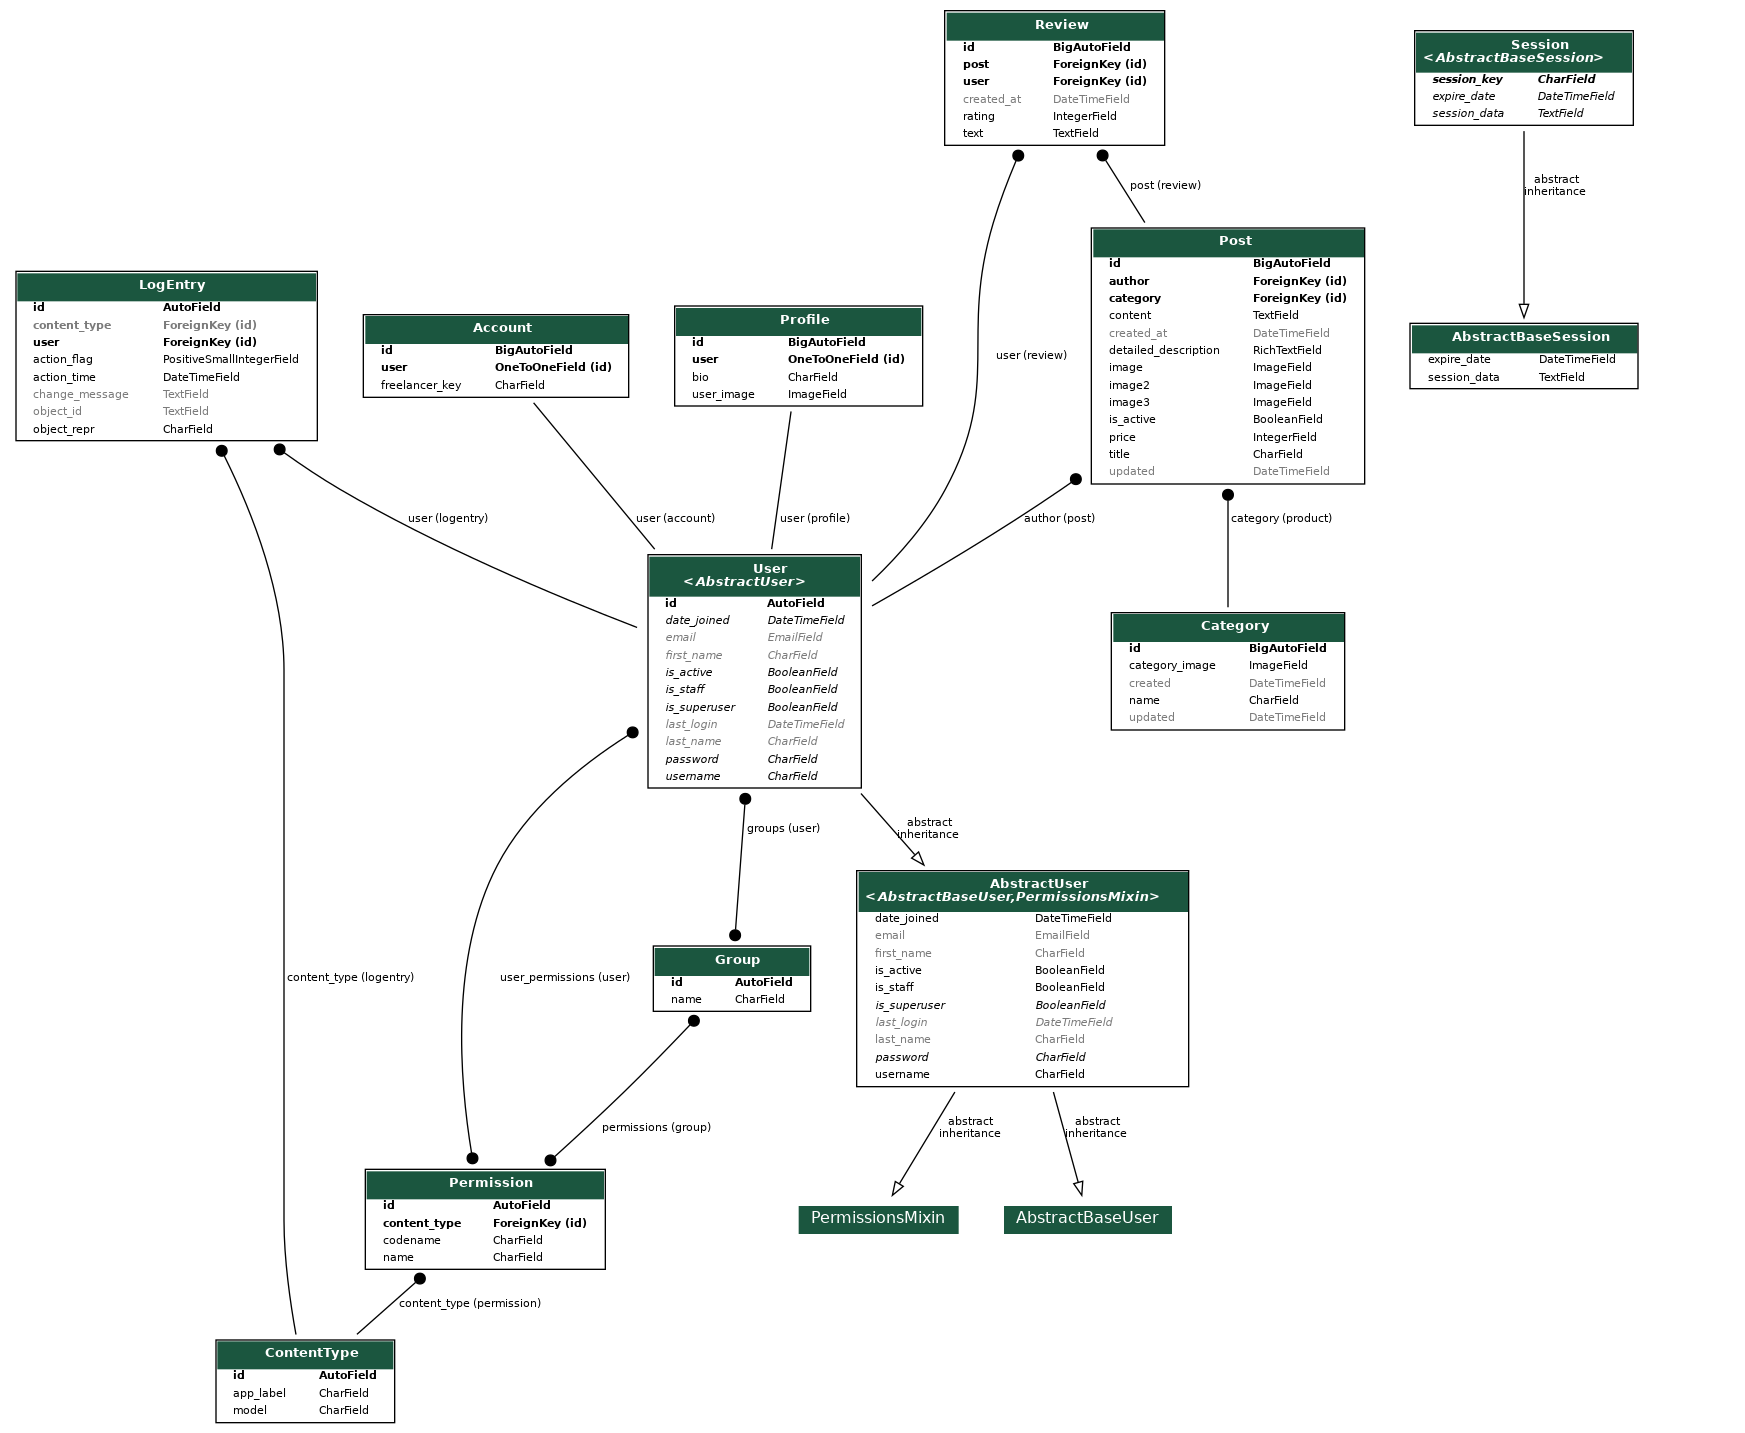 Review
id BigAutoField
post ForeignKey (id)
user ForeignKey (id)
created_at DateTimeField
rating IntegerField
text TextField
Session
<AbstractBaseSession>
session_key CharField
expire_date DateTimeField
session_data TextField
post (review)
abstract
inheritance
Post
id BigAutoField
author ForeignKey (id)
category ForeignKey (id)
content TextField
created_at DateTimeField
detailed_description RichTextField
image ImageField
image2 ImageField
image3 ImageField
is_active BooleanField
price IntegerField
title CharField
updated DateTimeField
LogEntry
id AutoField
content_type ForeignKey (id)
user ForeignKey (id)
action_flag PositiveSmallIntegerField
action_time DateTimeField
change_message TextField
object_id TextField
object_repr CharField
Account
id BigAutoField
user OneToOneField (id)
freelancer_key CharField
Profile
id BigAutoField
user OneToOneField (id)
bio CharField
user_image ImageField
user (review)
AbstractBaseSession
expire_date DateTimeField
session_data TextField
user (logentry)
user (account)
user (profile)
author (post)
category (product)
User
<AbstractUser>
id AutoField
date_joined DateTimeField
email EmailField
first_name CharField
is_active BooleanField
is_staff BooleanField
is_superuser BooleanField
last_login DateTimeField
last_name CharField
password CharField
username CharField
Category
id BigAutoField
category_image ImageField
created DateTimeField
name CharField
updated DateTimeField
groups (user)
abstract
inheritance
AbstractUser
<AbstractBaseUser,PermissionsMixin>
date_joined DateTimeField
email EmailField
first_name CharField
is_active BooleanField
is_staff BooleanField
is_superuser BooleanField
last_login DateTimeField
last_name CharField
password CharField
username CharField
Group
id AutoField
name CharField
content_type (logentry)
user_permissions (user)
permissions (group)
abstract
inheritance
abstract
inheritance
Permission
id AutoField
content_type ForeignKey (id)
codename CharField
name CharField
PermissionsMixin
AbstractBaseUser
content_type (permission)
ContentType
id AutoField
app_label CharField
model CharField